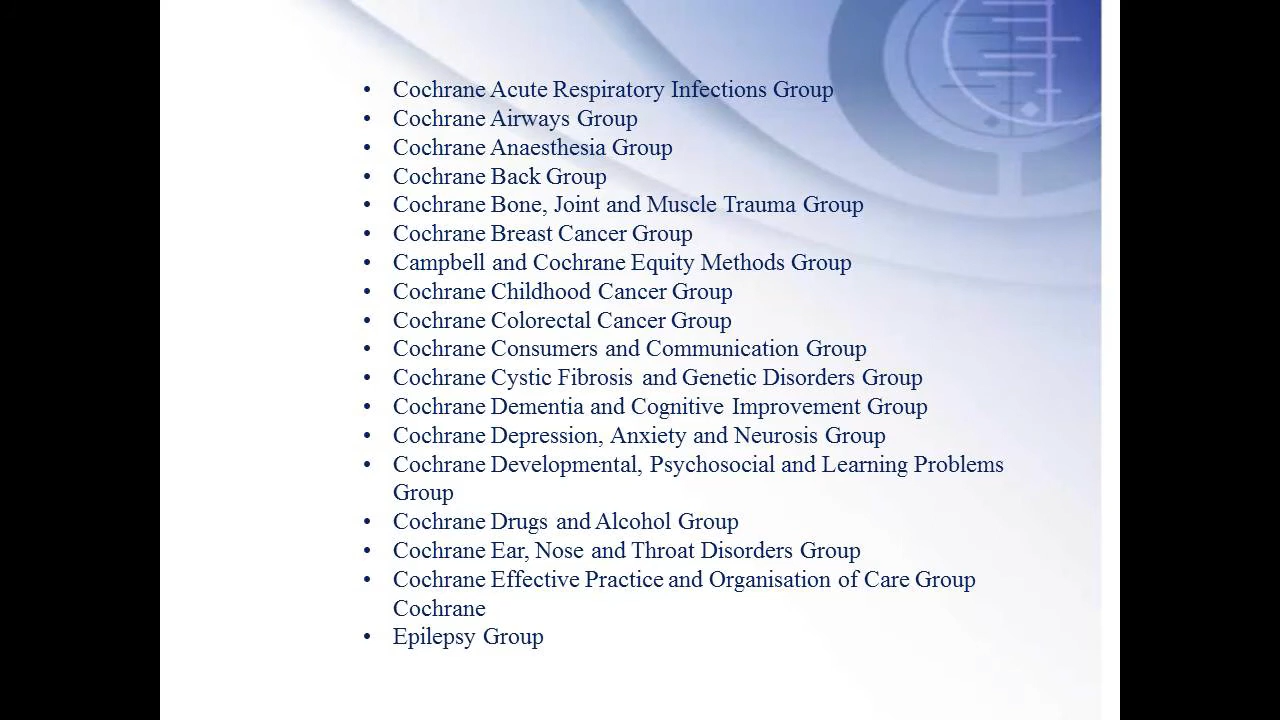 • Cochrane Acute Respiratory Infections Group
• Cochrane Airways Group
• Cochrane Anaesthesia Group
• Cochrane Back Group
• Cochrane Bone, Joint and Muscle Trauma Group
• Cochrane Breast Cancer Group
• Campbell and Cochrane Equity Methods Group
• Cochrane Childhood Cancer Group
• Cochrane Colorectal Cancer Group
• Cochrane Consumers and Communication Group
• Cochrane Cystic Fibrosis and Genetic Disorders Group
• Cochrane Dementia and Cognitive Improvement Group
• Cochrane Depression, Anxiety and Neurosis Group
• Cochrane Developmental, Psychosocial and Learning Problems
Group
• Cochrane Drugs and Alcohol Group
• Cochrane Ear, Nose and Throat Disorders Group
• Cochrane Effective Practice and Organisation of Care Group
Cochrane
• Epilepsy Group